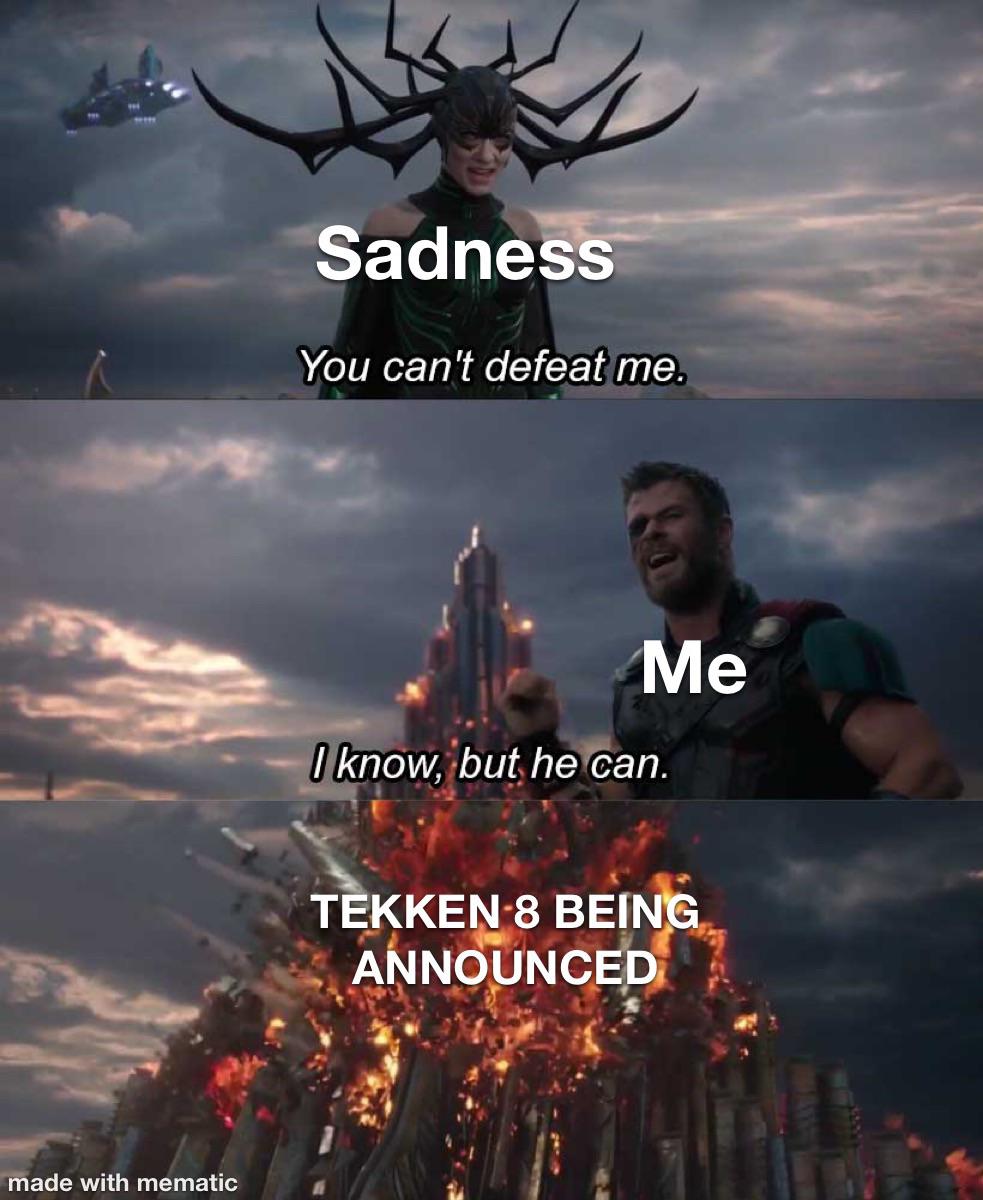 Sadness
You can't defeat me.
Me
I know, but he can.
TEKKEN 8 BEING
ANNOUNCED
made with mematic